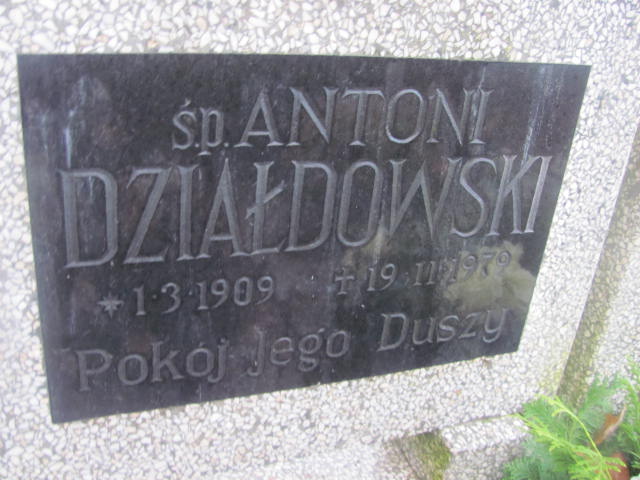 śp. ANTONI
DZIAŁDOWSKI
* 1·3·1909 ✝ 19·11·1979
Pokój Jego Duszy